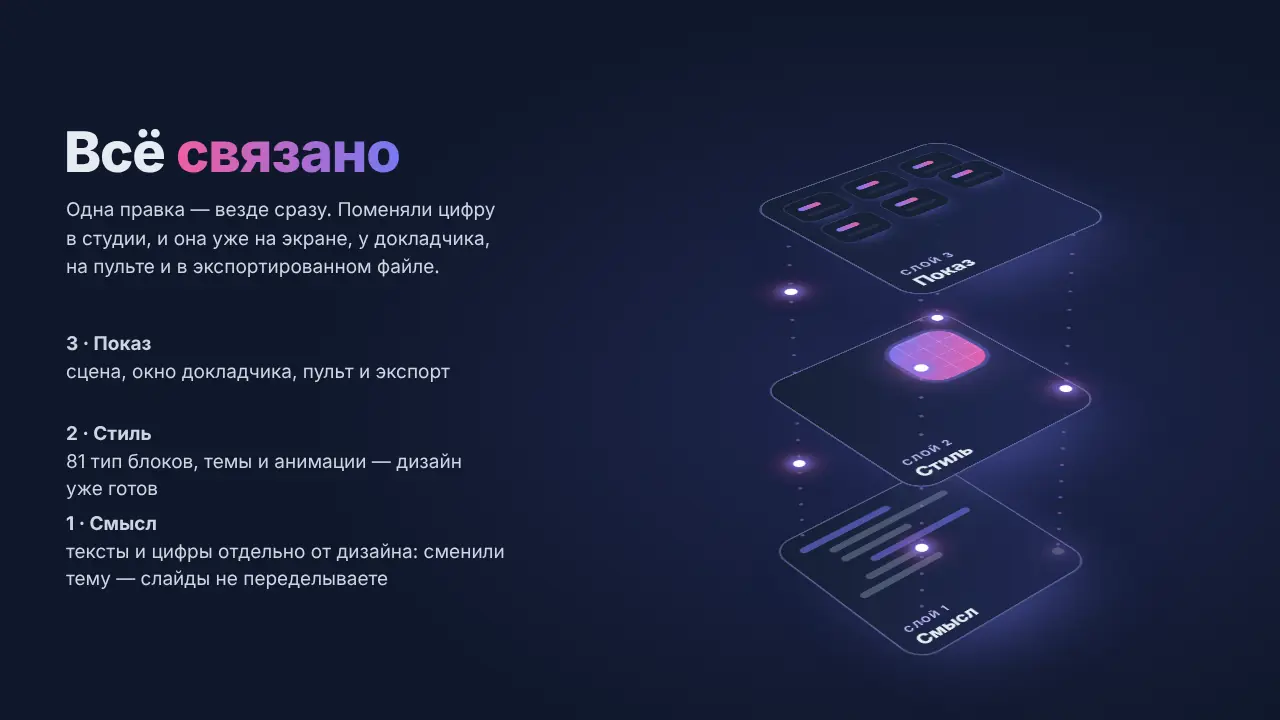 Всё связано
Одна правка — везде сразу. Поменяли цифру
в студии, и она уже на экране, у докладчика,
на пульте и в экспортированном файле.
3 · Показ
сцена, окно докладчика, пульт и экспорт
2 · Стиль
81 тип блоков, темы и анимации — дизайн
уже готов
1 · Смысл
тексты и цифры отдельно от дизайна: сменили
тему — слайды не переделываете
СЛОЙ 3
Показ
СЛОЙ 2
Стиль
СЛОЙ 1
Смысл